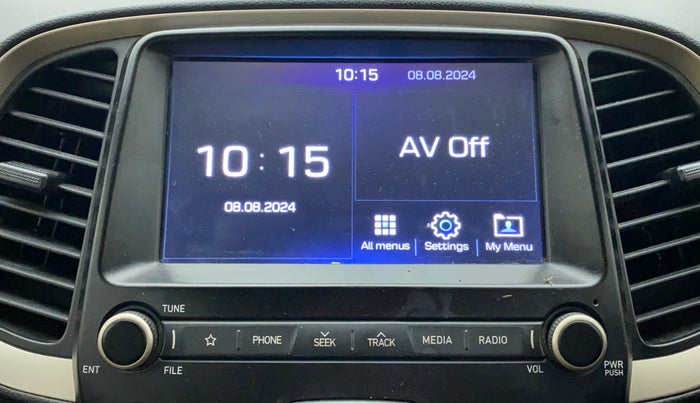 10:15 08.08.2024
10:15
08.08.2024
AV Off
All menus Settings My Menu
TUNE
PHONE SEEK TRACK MEDIA RADIO
ENT FILE VOL PWR
PUSH